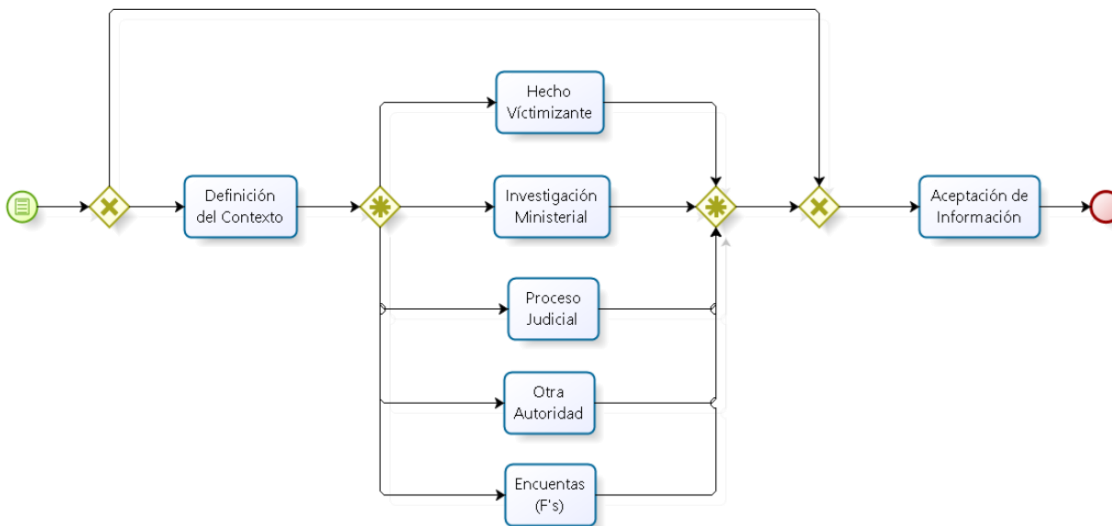 Hecho
Víctimizante
Definición
del Contexto
Investigación
Ministerial
Aceptación de
Información
Proceso
Judicial
Otra
Autoridad
Encuentas
(F's)